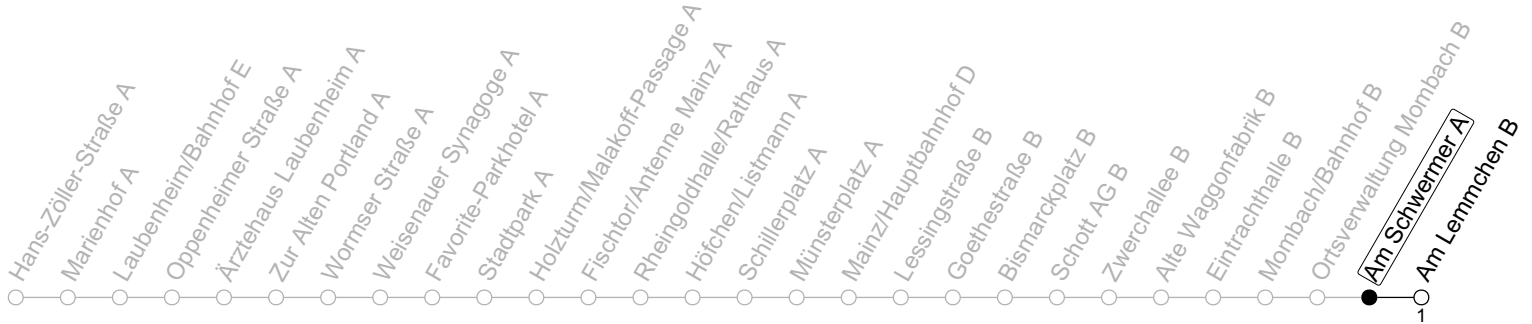 Hans-Zöller-Straße A
Marienhof A
Laubenheim/Bahnhof E
Oppenheimer Straße A
Ärztehaus Laubenheim A
Zur Alten Portland A
Wormser Straße A
Weisenauer Synagoge A
Favorite-Parkhotel A
Stadtpark A
Holzturm/Malakoff-Passage A
Fischtor/Antenne Mainz A
Rheingoldhalle/Rathaus A
Höfchen/Listmann A
Schillerplatz A
Münsterplatz A
Mainz/Hauptbahnhof D
Lessingstraße B
Goethestraße B
Bismarckplatz B
Schott AG B
Zwerchallee B
Alte Waggonfabrik B
Eintrachthalle B
Mombach/Bahnhof B
Ortsverwaltung Mombach B
Am Schwermer A
Am Lemmchen B
1